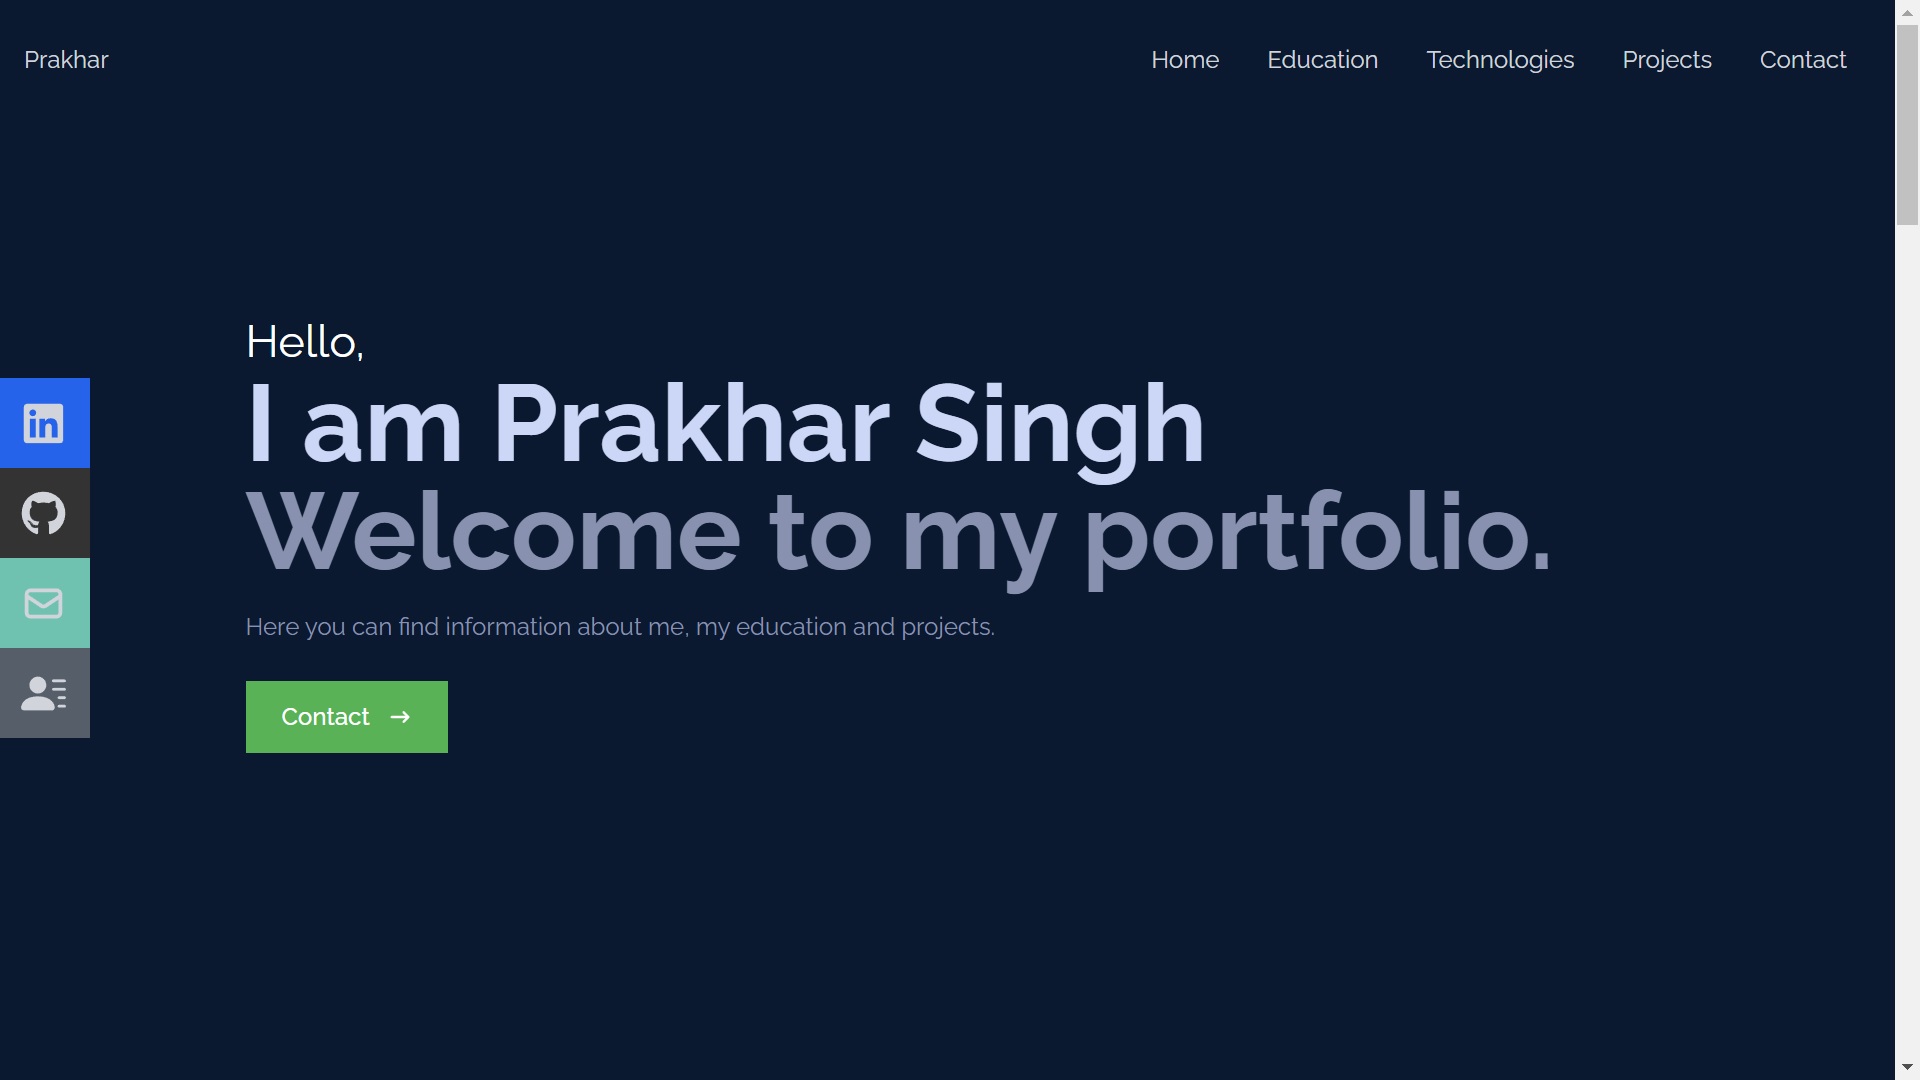 Prakhar
Home Education Technologies Projects Contact
Hello,
I am Prakhar Singh
Welcome to my portfolio.
Here you can find information about me, my education and projects.
Contact →
in